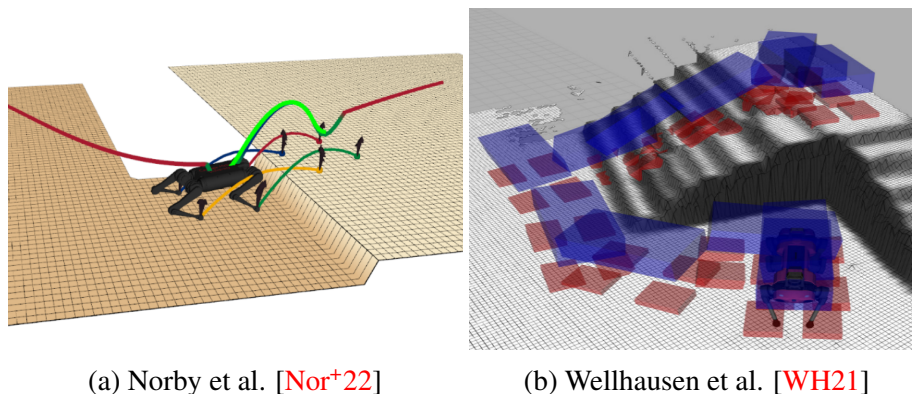 (a) Norby et al. [Nor⁺22]
(b) Wellhausen et al. [WH21]